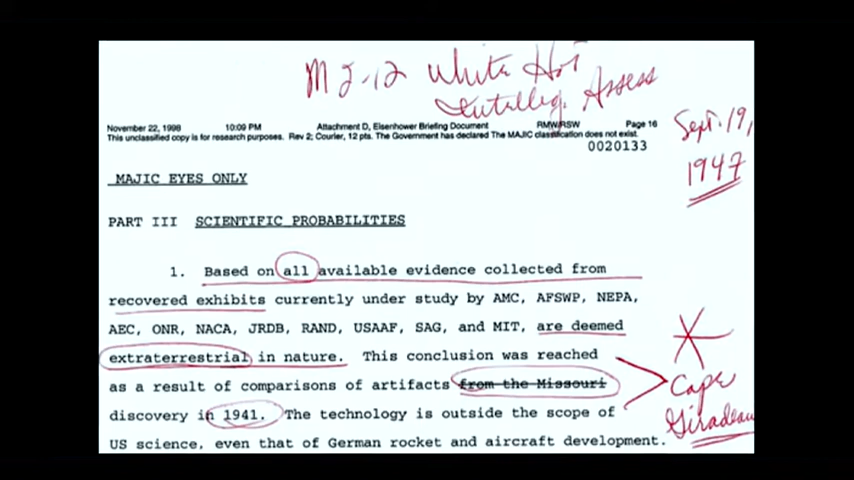 MJ-12 White Hot
Intellig. Assess
Sept. 19,
1947
November 22, 1998 10:09 PM Attachment D, Eisenhower Briefing Document RMW/RSW Page 16
This unclassified copy is for research purposes. Rev 2; Courier, 12 pts. The Government has declared The MAJIC classification does not exist.
0020133
MAJIC EYES ONLY
PART III SCIENTIFIC PROBABILITIES
1. Based on all available evidence collected from
recovered exhibits currently under study by AMC, AFSWP, NEPA,
AEC, ONR, NACA, JRDB, RAND, USAAF, SAG, and MIT, are deemed
extraterrestrial in nature. This conclusion was reached
as a result of comparisons of artifacts from the Missouri
discovery in 1941. The technology is outside the scope of
US science, even that of German rocket and aircraft development.
Cape
Giradeau